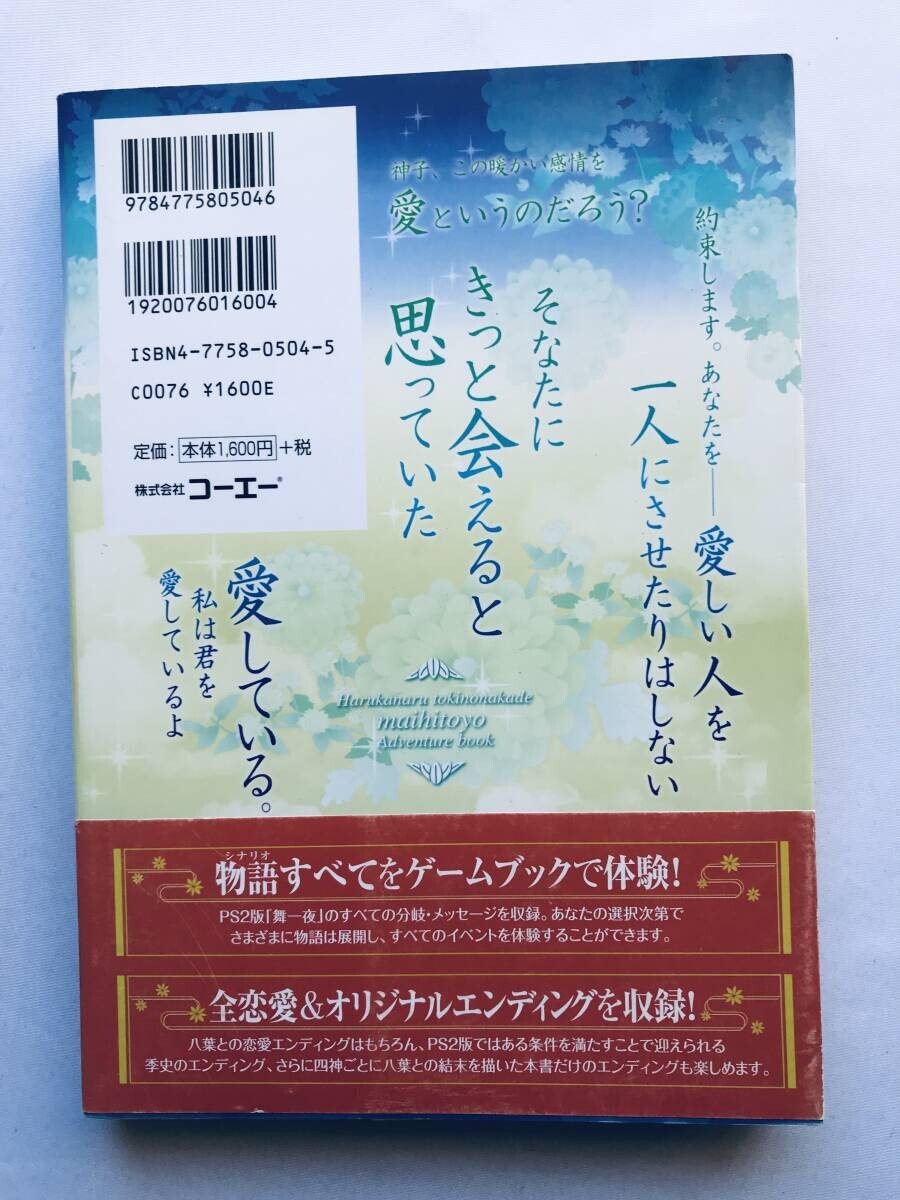 9784775805046
1920076016004
ISBN4-7758-0504-5
C0076 ¥1600E
定価：本体1,600円+税
株式会社 コーエー®
神子、この暖かい感情を
愛というのだろう？
約束します。あなたを――愛しい人を
一人にさせたりはしない
そなたに
きっと会えると
思っていた
愛している。
私は君を
愛しているよ
Harukanaru tokinonakade
maihitoyo
Adventure book
シナリオ
物語すべてをゲームブックで体験！
PS2版「舞一夜」のすべての分岐・メッセージを収録。あなたの選択次第で
さまざまに物語は展開し、すべてのイベントを体験することができます。
全恋愛&オリジナルエンディングを収録！
八葉との恋愛エンディングはもちろん、PS2版ではある条件を満たすことで迎えられる
季史のエンディング、さらに四神ごとに八葉との結末を描いた本書だけのエンディングも楽しめます。